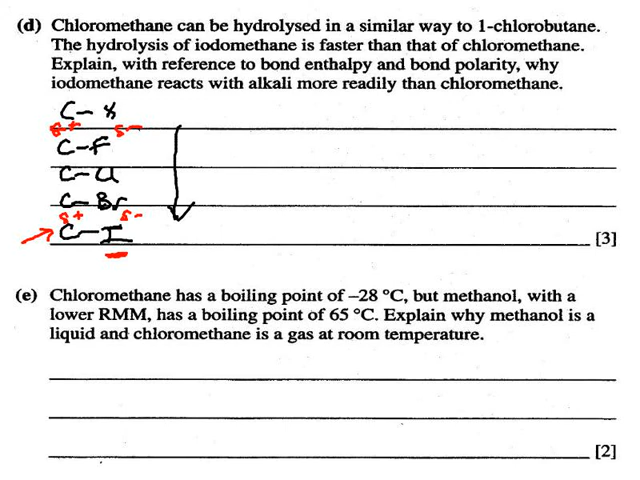 (d) Chloromethane can be hydrolysed in a similar way to 1-chlorobutane.
The hydrolysis of iodomethane is faster than that of chloromethane.
Explain, with reference to bond enthalpy and bond polarity, why
iodomethane reacts with alkali more readily than chloromethane.
C–X
δ+ δ–
C–F
C–Cl
C–Br
δ+ δ–
C–I
[3]
(e) Chloromethane has a boiling point of –28 °C, but methanol, with a
lower RMM, has a boiling point of 65 °C. Explain why methanol is a
liquid and chloromethane is a gas at room temperature.
[2]